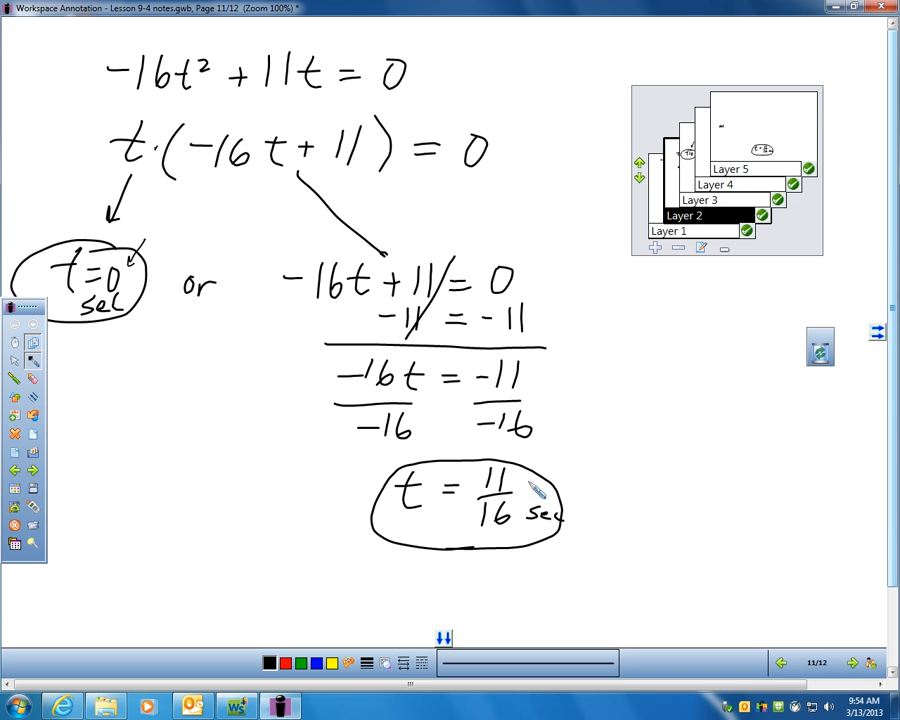 Workspace Annotation - Lesson 9-4 notes.gwb, Page 11/12 (Zoom 100%) *
-16t² + 11t = 0
t · (-16t + 11) = 0
t = 0 sec
or
-16t + 11 = 0
-11 = -11
-16t = -11
-16 -16
t = 11/16 sec
Layer 5
Layer 4
Layer 3
Layer 2
Layer 1
11/12
9:54 AM
3/13/2013